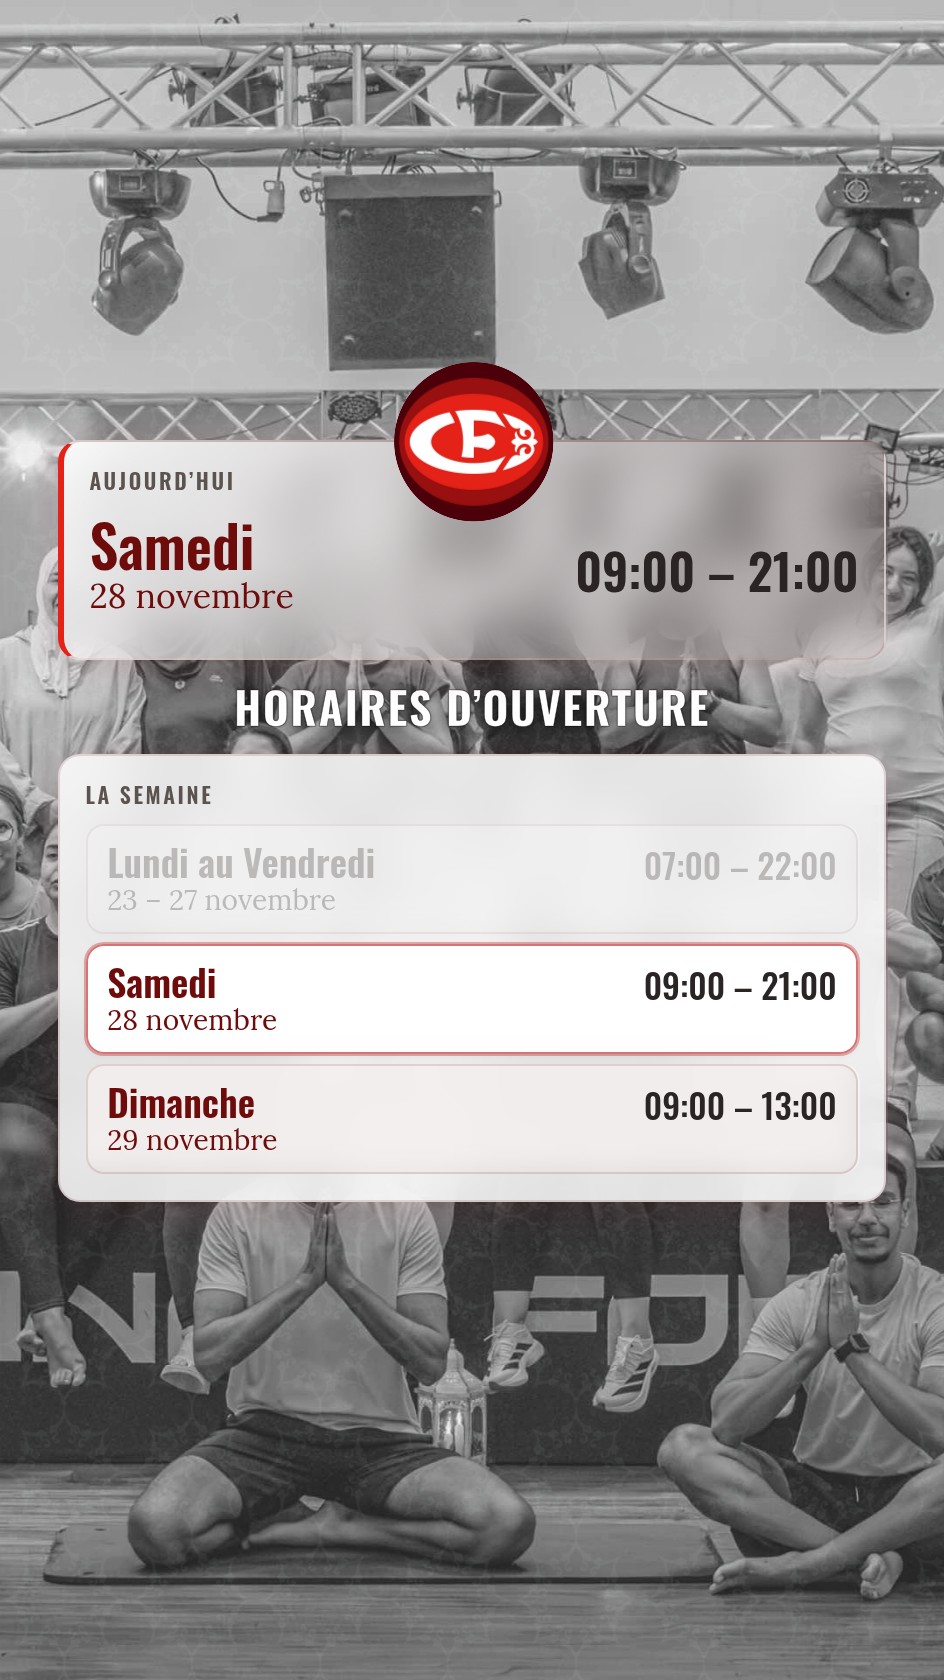 CF
AUJOURD’HUI
Samedi
28 novembre
09:00 – 21:00
HORAIRES D’OUVERTURE
LA SEMAINE
Lundi au Vendredi
23 – 27 novembre
07:00 – 22:00
Samedi
28 novembre
09:00 – 21:00
Dimanche
29 novembre
09:00 – 13:00